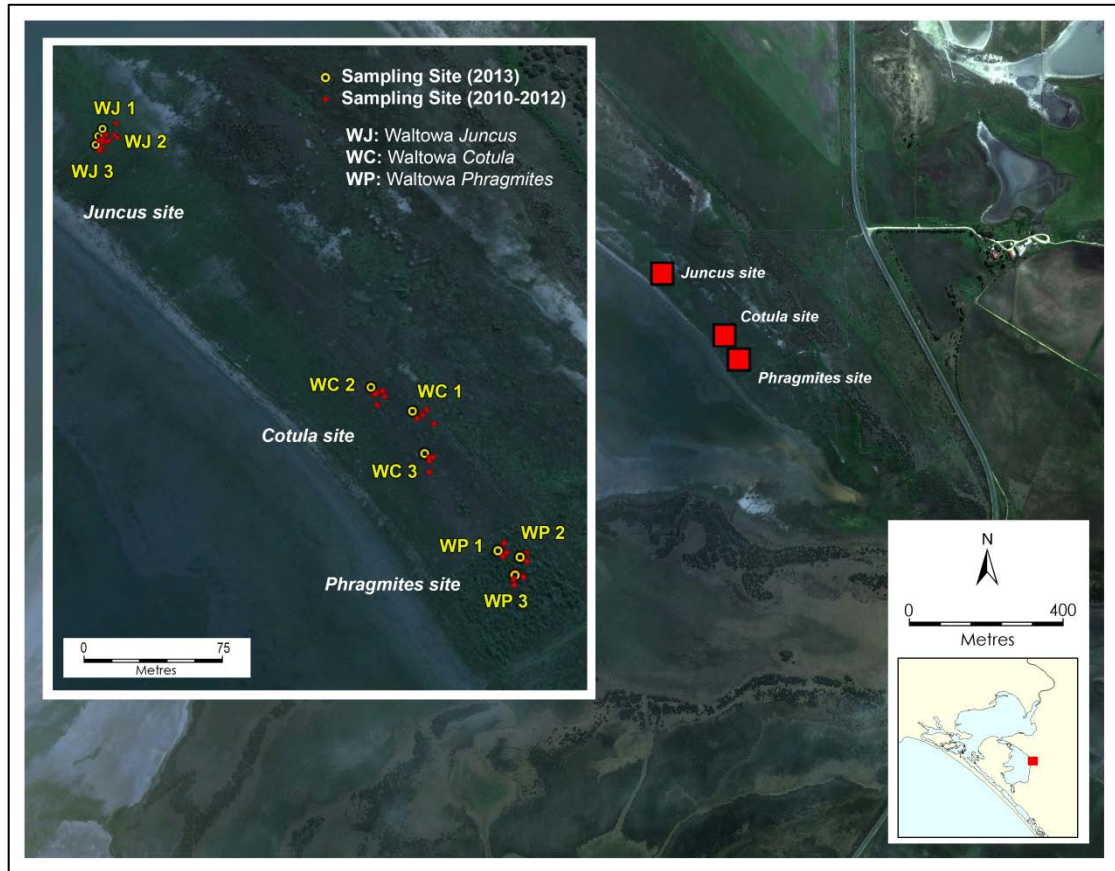 Sampling Site (2013)
Sampling Site (2010-2012)
WJ: Waltowa Juncus
WC: Waltowa Cotula
WP: Waltowa Phragmites
WJ 1
WJ 2
WJ 3
Juncus site
WC 2
WC 1
Cotula site
WC 3
WP 1
WP 2
Phragmites site
WP 3
0 75
Metres
Juncus site
Cotula site
Phragmites site
N
0 400
Metres